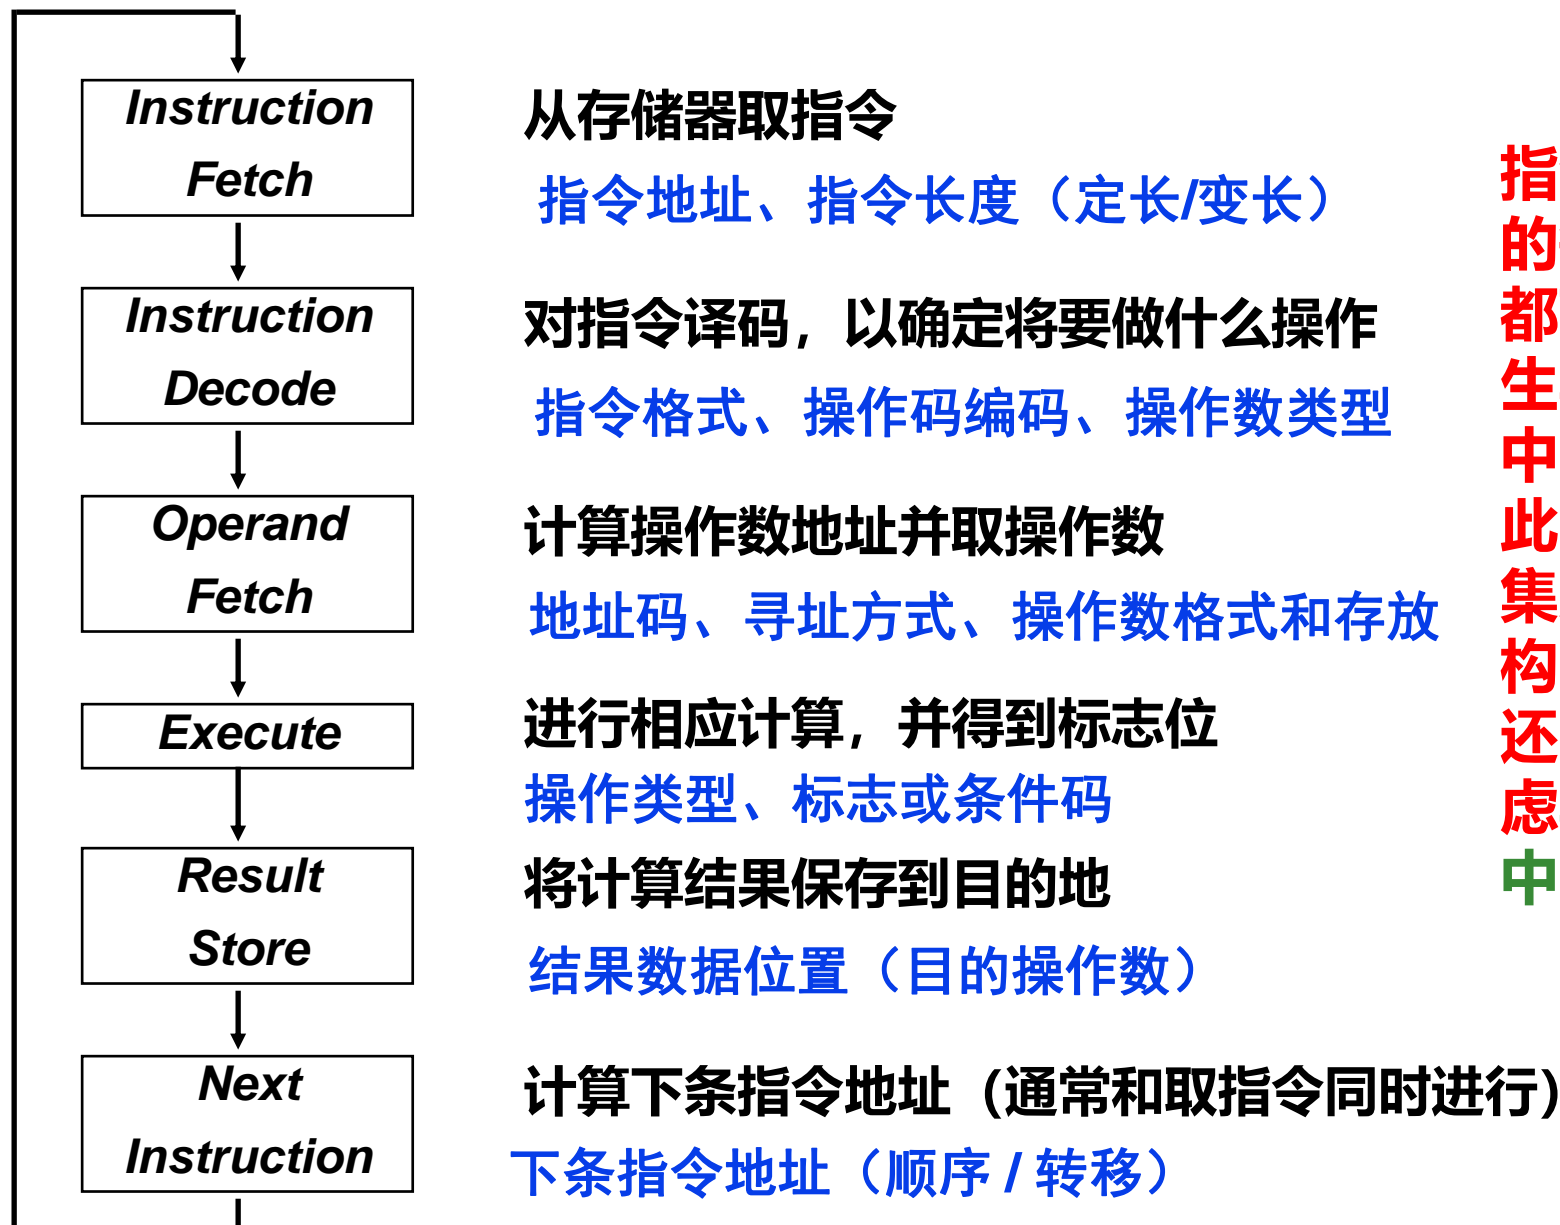 Instruction
Fetch
从存储器取指令
指令地址、指令长度（定长/变长）
Instruction
Decode
对指令译码，以确定将要做什么操作
指令格式、操作码编码、操作数类型
Operand
Fetch
计算操作数地址并取操作数
地址码、寻址方式、操作数格式和存放
Execute
进行相应计算，并得到标志位
操作类型、标志或条件码
Result
Store
将计算结果保存到目的地
结果数据位置（目的操作数）
Next
Instruction
计算下条指令地址（通常和取指令同时进行）
下条指令地址（顺序 / 转移）
指
的
都
生
中
此
集
构
还
虑
中